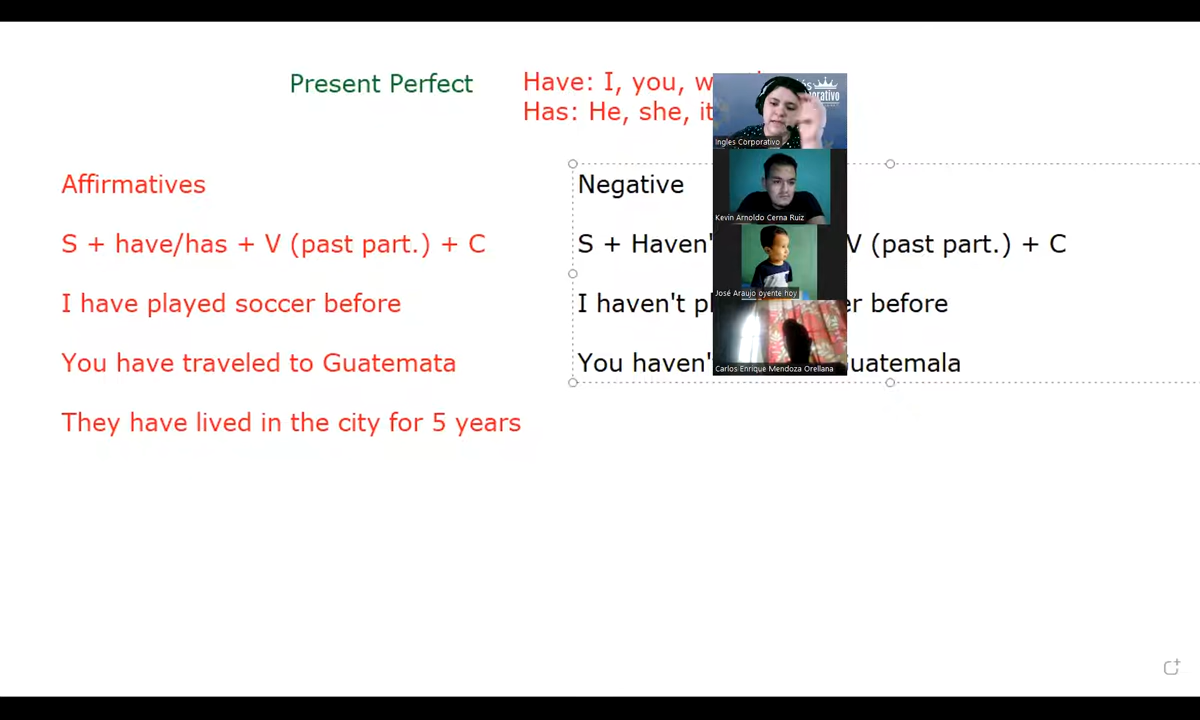 Present Perfect
Have: I, you, w
Has: He, she, it
Ingles Corporativo
Kevin Arnoldo Cerna Ruiz
José Araujo oyente hoy
Carlos Enrique Mendoza Orellana
Affirmatives
S + have/has + V (past part.) + C
I have played soccer before
You have traveled to Guatemata
They have lived in the city for 5 years
Negative
S + Haven' V (past part.) + C
I haven't pl er before
You haven' uatemala